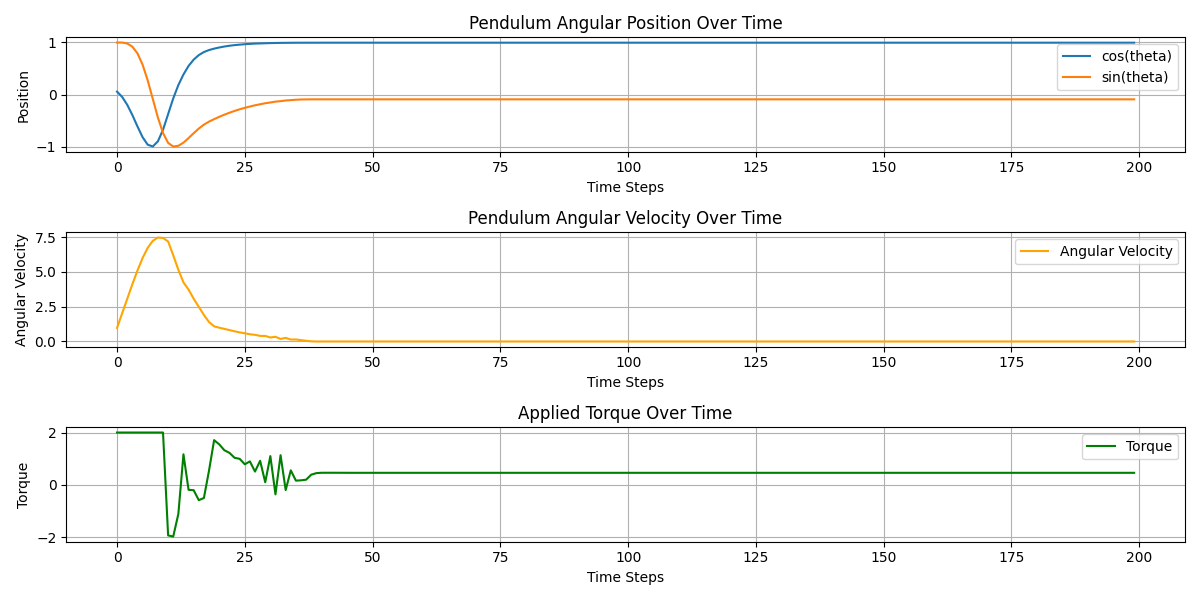 Pendulum Angular Position Over Time
Position
1
0
−1
cos(theta)
sin(theta)
0 25 50 75 100 125 150 175 200
Time Steps
Pendulum Angular Velocity Over Time
Angular Velocity
7.5
5.0
2.5
0.0
Angular Velocity
0 25 50 75 100 125 150 175 200
Time Steps
Applied Torque Over Time
Torque
2
0
−2
Torque
0 25 50 75 100 125 150 175 200
Time Steps